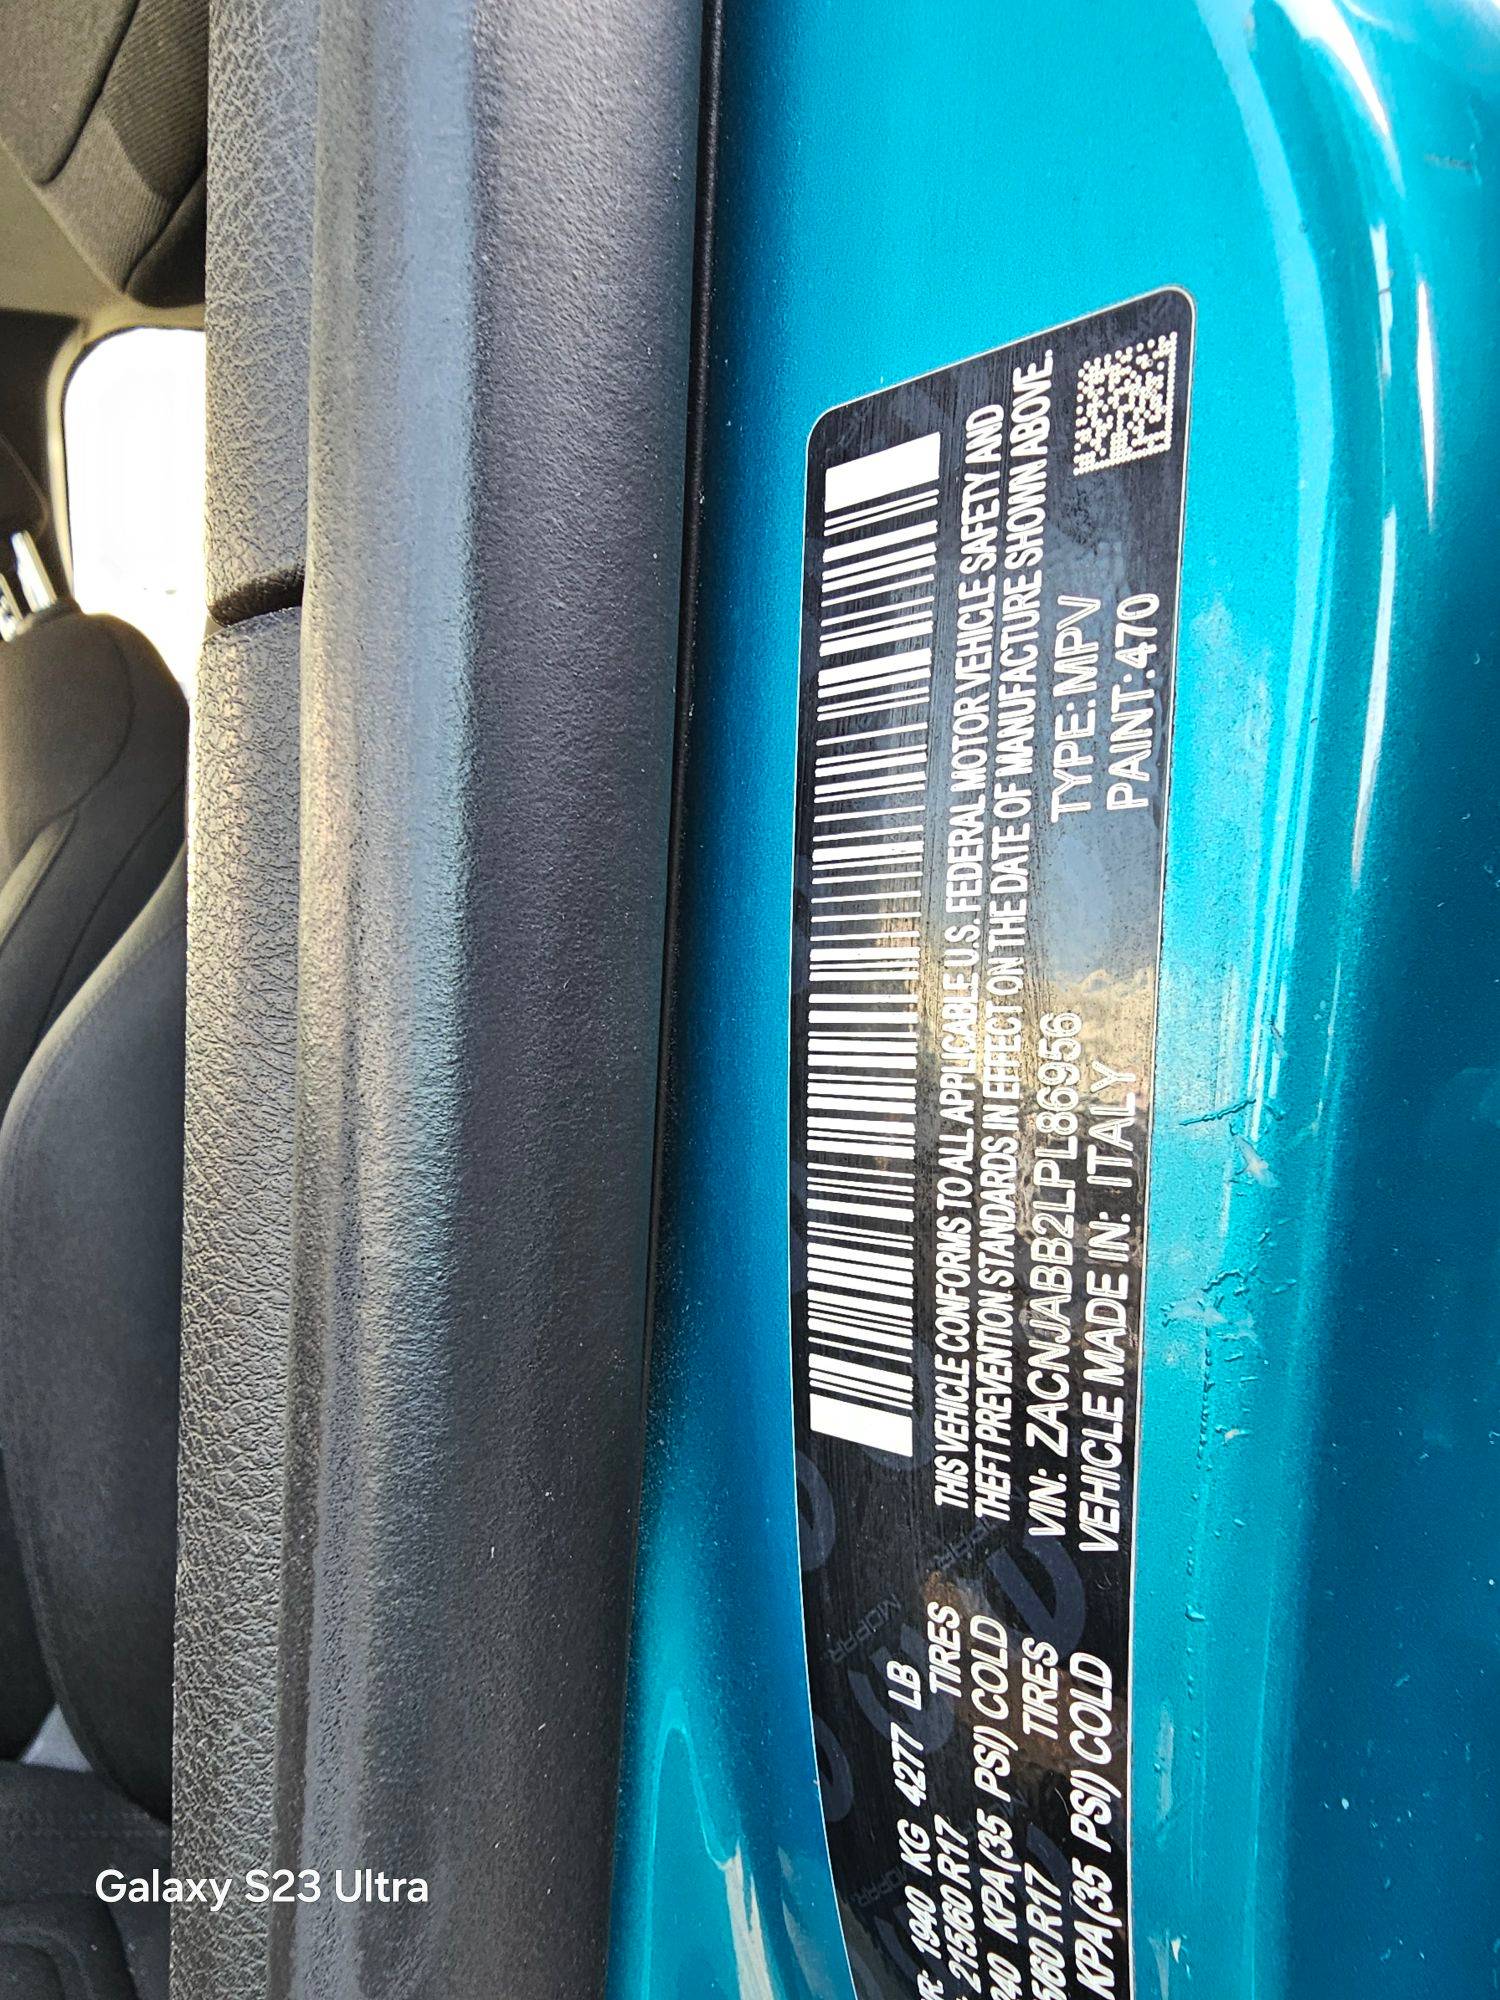 1940 KG 4277 LB
215/60 R17 TIRES
KPA (35 PSI) COLD
R17 TIRES
KPA (35 PSI) COLD
THIS VEHICLE CONFORMS TO ALL APPLICABLE U.S. FEDERAL MOTOR VEHICLE SAFETY AND
THEFT PREVENTION STANDARDS IN EFFECT ON THE DATE OF MANUFACTURE SHOWN ABOVE.
VIN: ZACNJABB2LPL86956 TYPE: MPV
VEHICLE MADE IN: ITALY PAINT: 470
MOPAR
Galaxy S23 Ultra